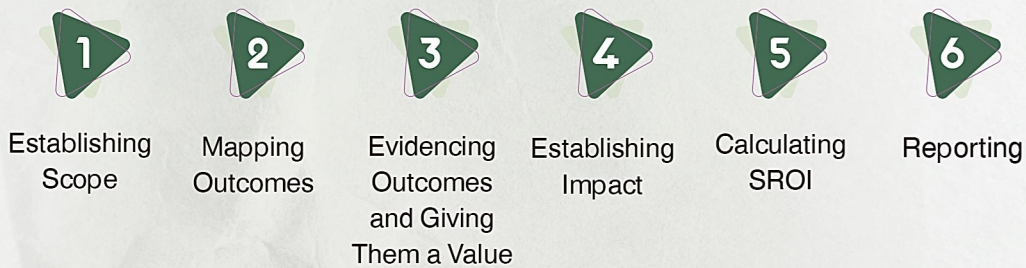 1
Establishing
Scope
2
Mapping
Outcomes
3
Evidencing
Outcomes
and Giving
Them a Value
4
Establishing
Impact
5
Calculating
SROI
6
Reporting